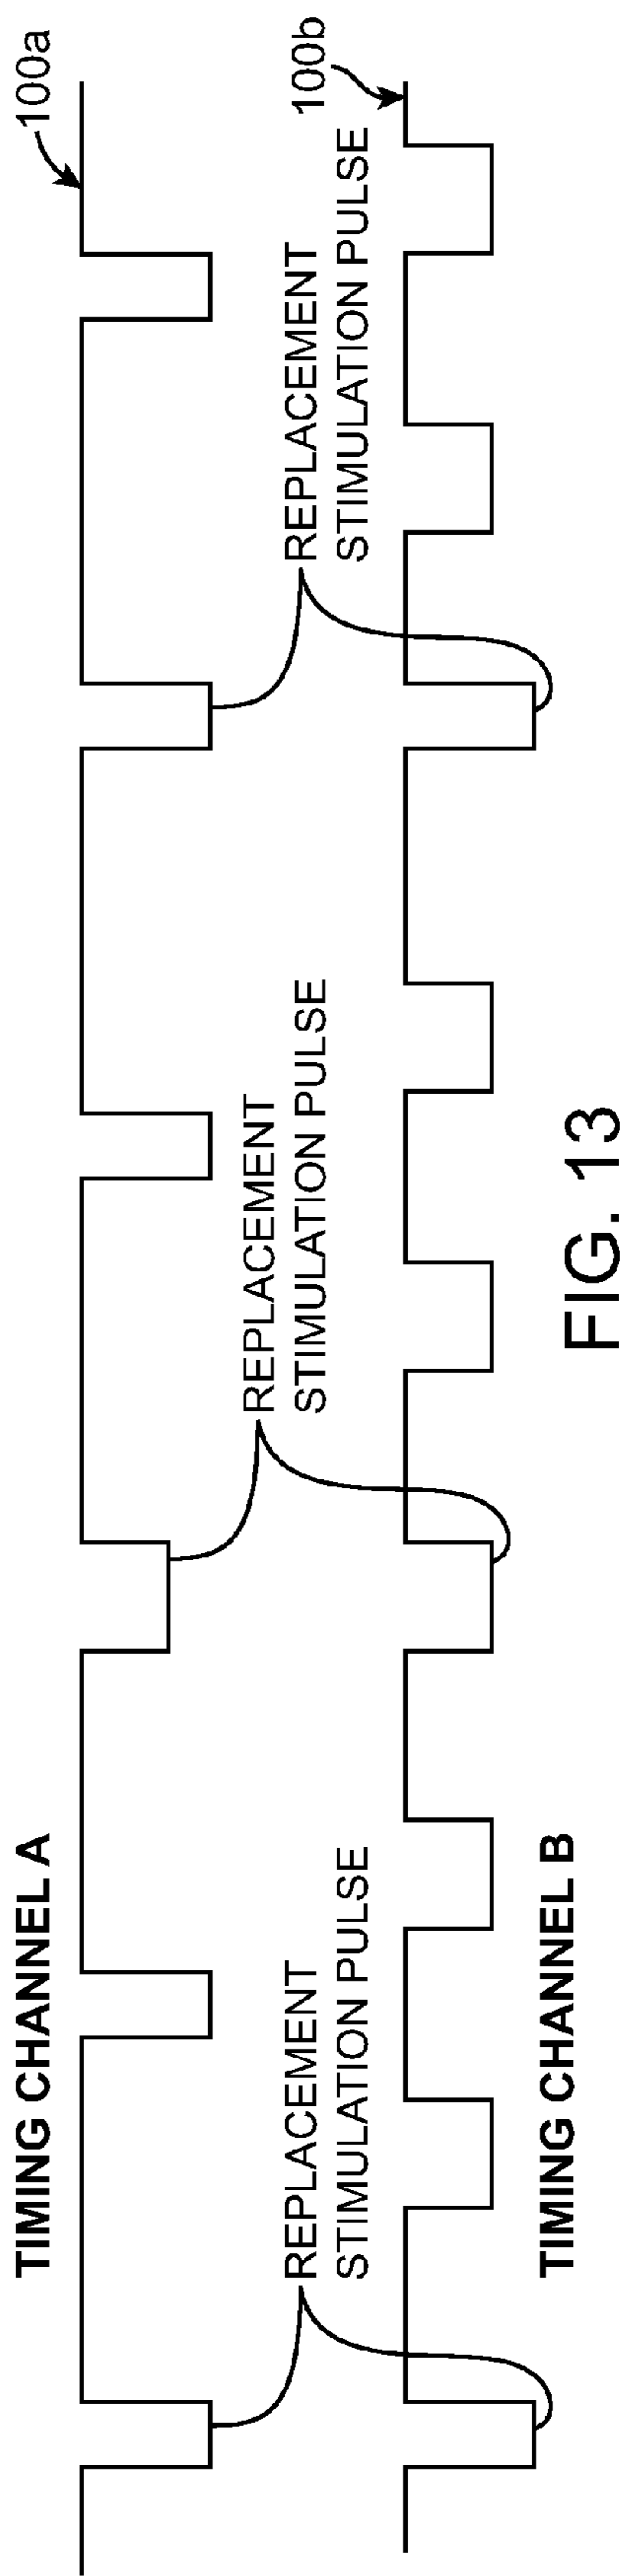 TIMING CHANNEL A
100a
REPLACEMENT
STIMULATION PULSE
REPLACEMENT
STIMULATION PULSE
REPLACEMENT
STIMULATION PULSE
100b
TIMING CHANNEL B
FIG. 13